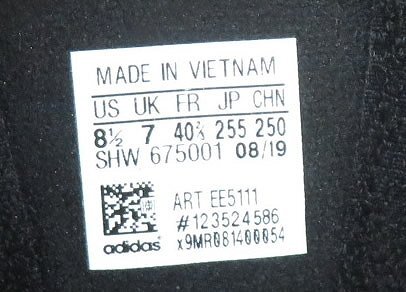 MADE IN VIETNAM
US UK FR JP CHN
8½ 7 40⅔ 255 250
SHW 675001 08/19
ART EE5111
#123524586
adidas x9MR081400054